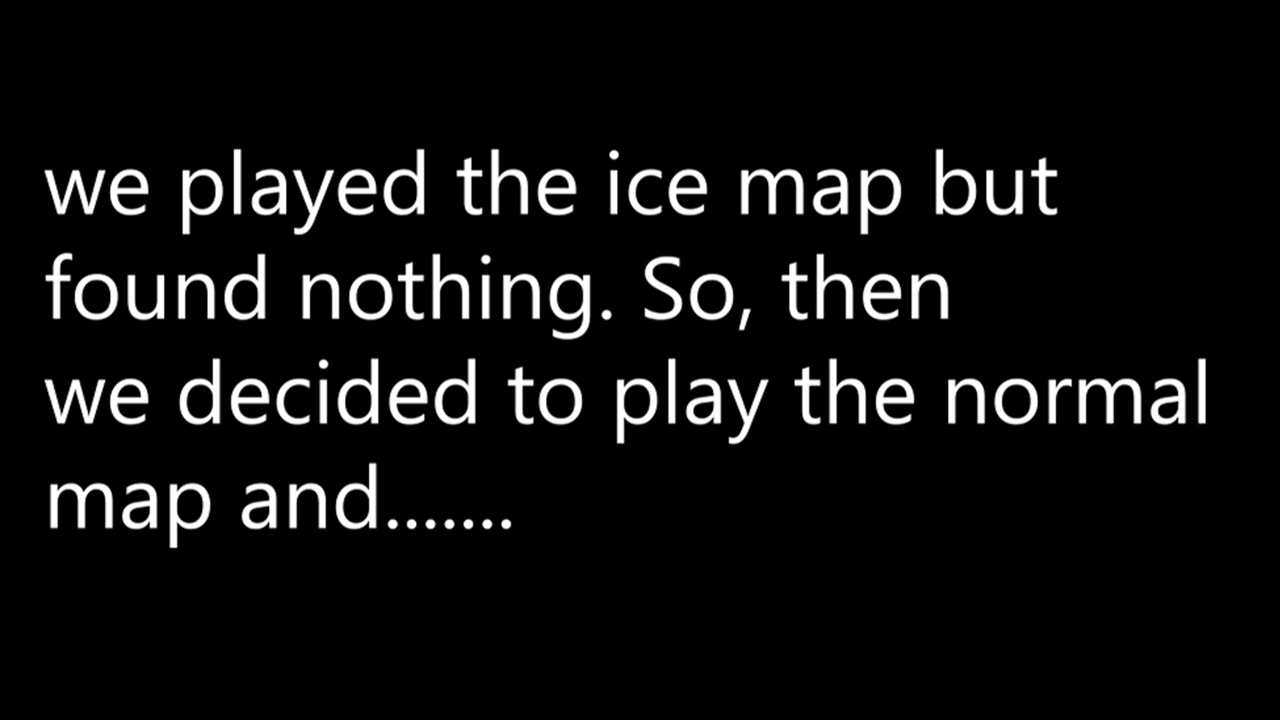 we played the ice map but
found nothing. So, then
we decided to play the normal
map and.......